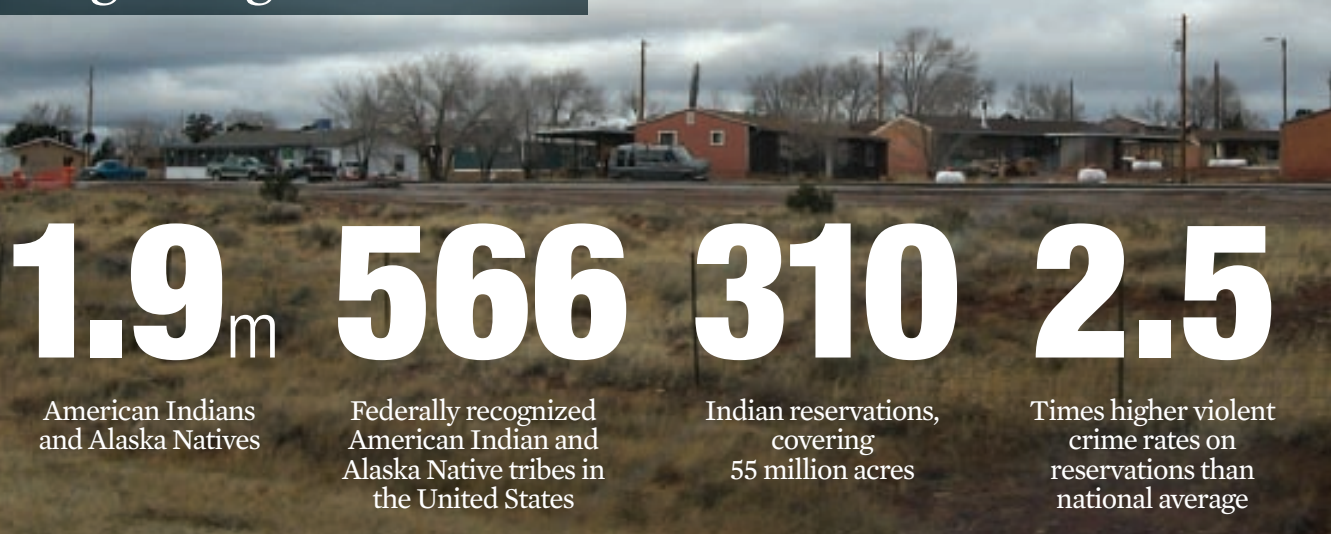 1.9m
American Indians
and Alaska Natives
566
Federally recognized
American Indian and
Alaska Native tribes in
the United States
310
Indian reservations,
covering
55 million acres
2.5
Times higher violent
crime rates on
reservations than
national average